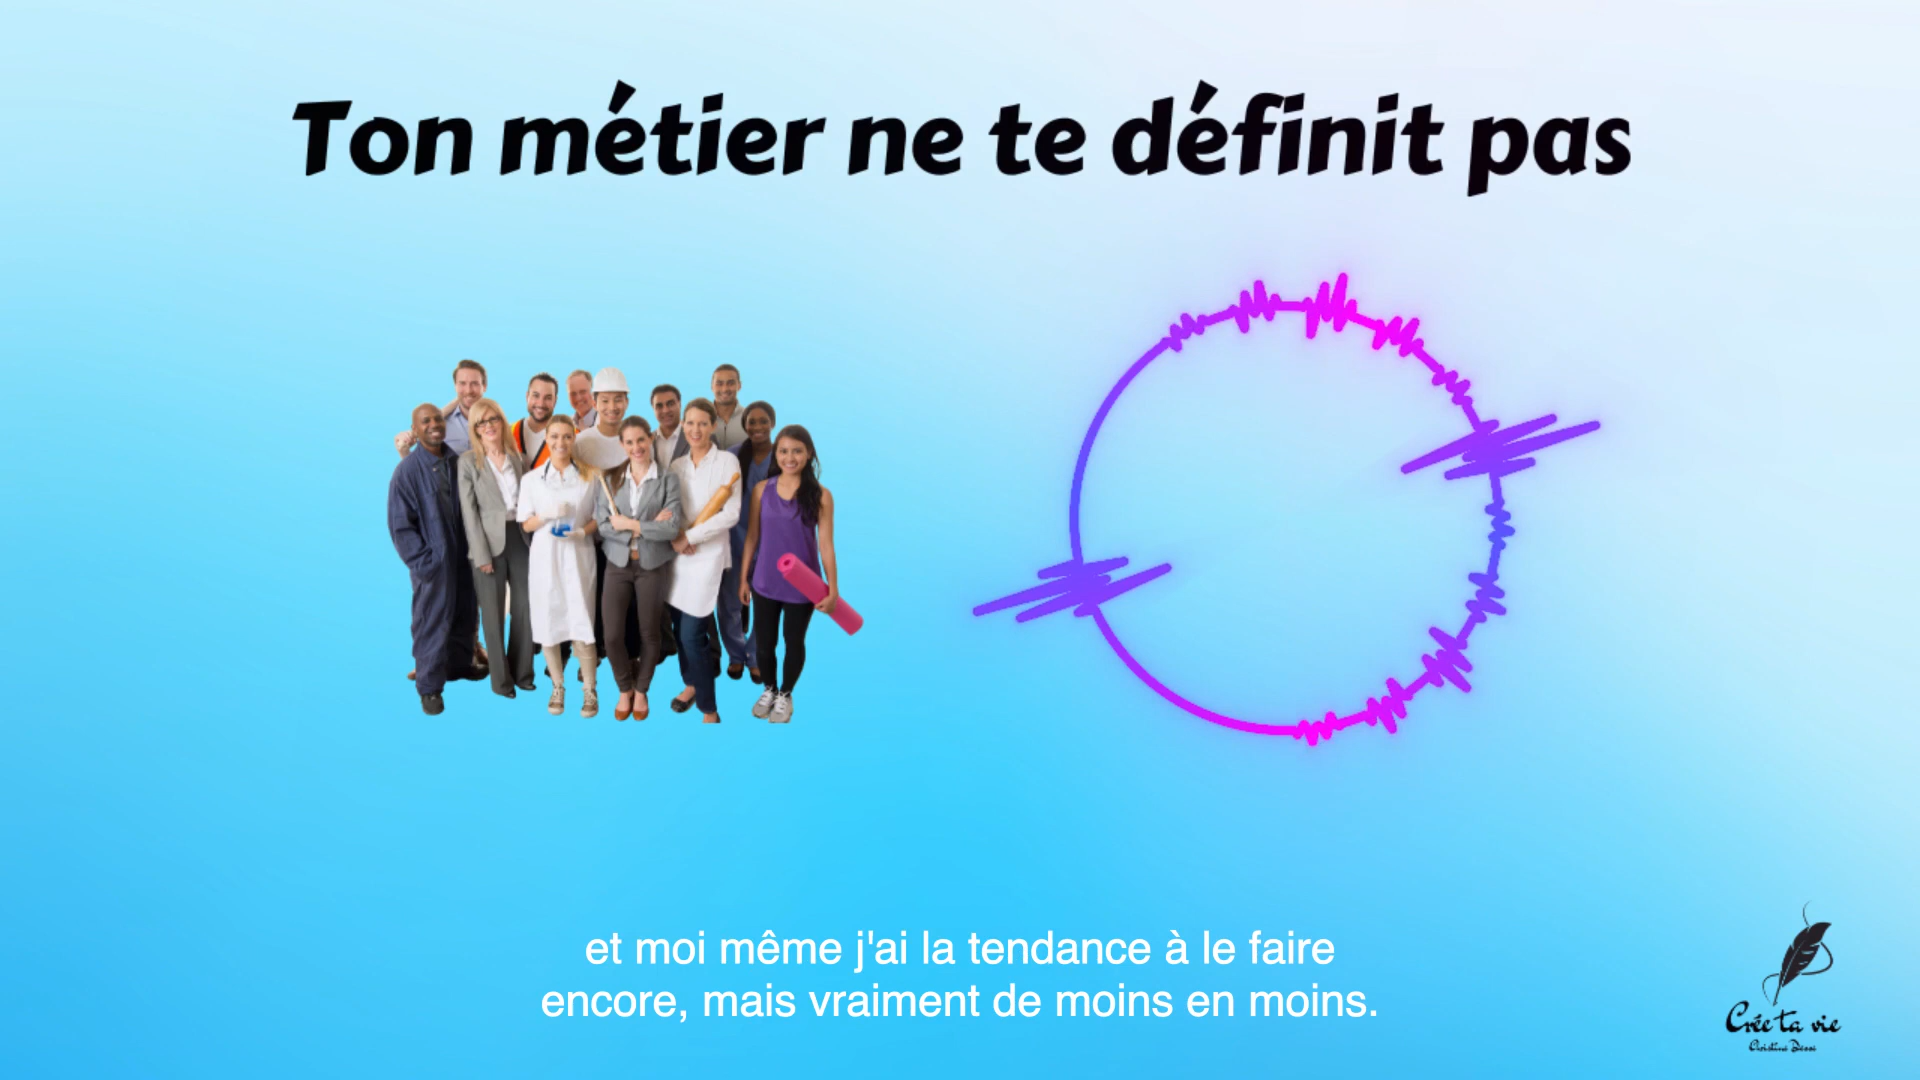 Ton métier ne te définit pas
et moi même j'ai la tendance à le faire
encore, mais vraiment de moins en moins.
Crée ta vie